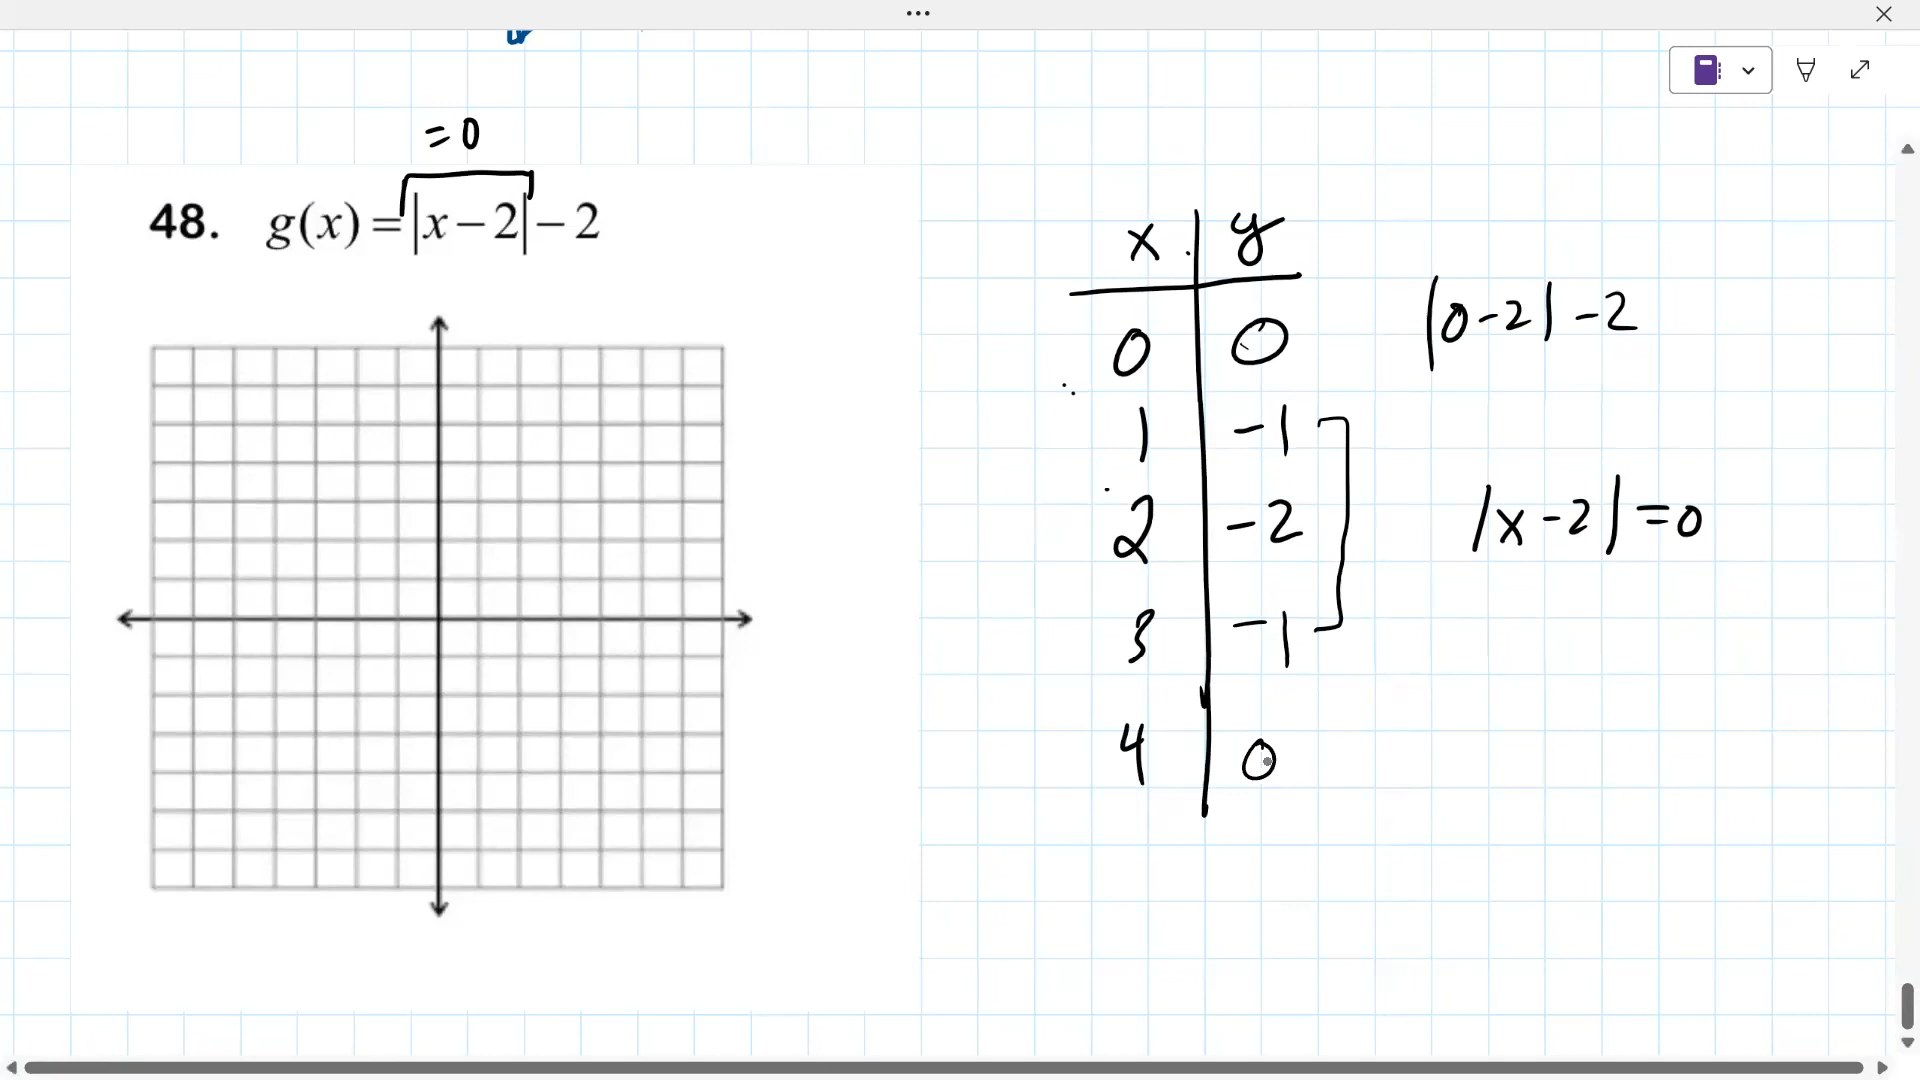 = 0
48. g(x) = |x − 2| − 2
x | y
0 | 0
|0 - 2| - 2
1 | -1
2 | -2
|x - 2| = 0
3 | -1
4 | 0